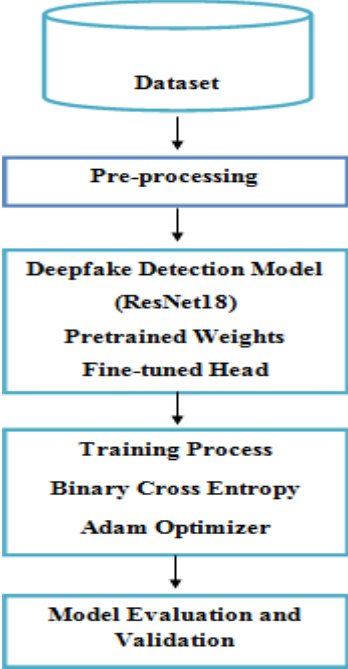 Dataset
Pre-processing
Deepfake Detection Model
(ResNet18)
Pretrained Weights
Fine-tuned Head
Training Process
Binary Cross Entropy
Adam Optimizer
Model Evaluation and
Validation